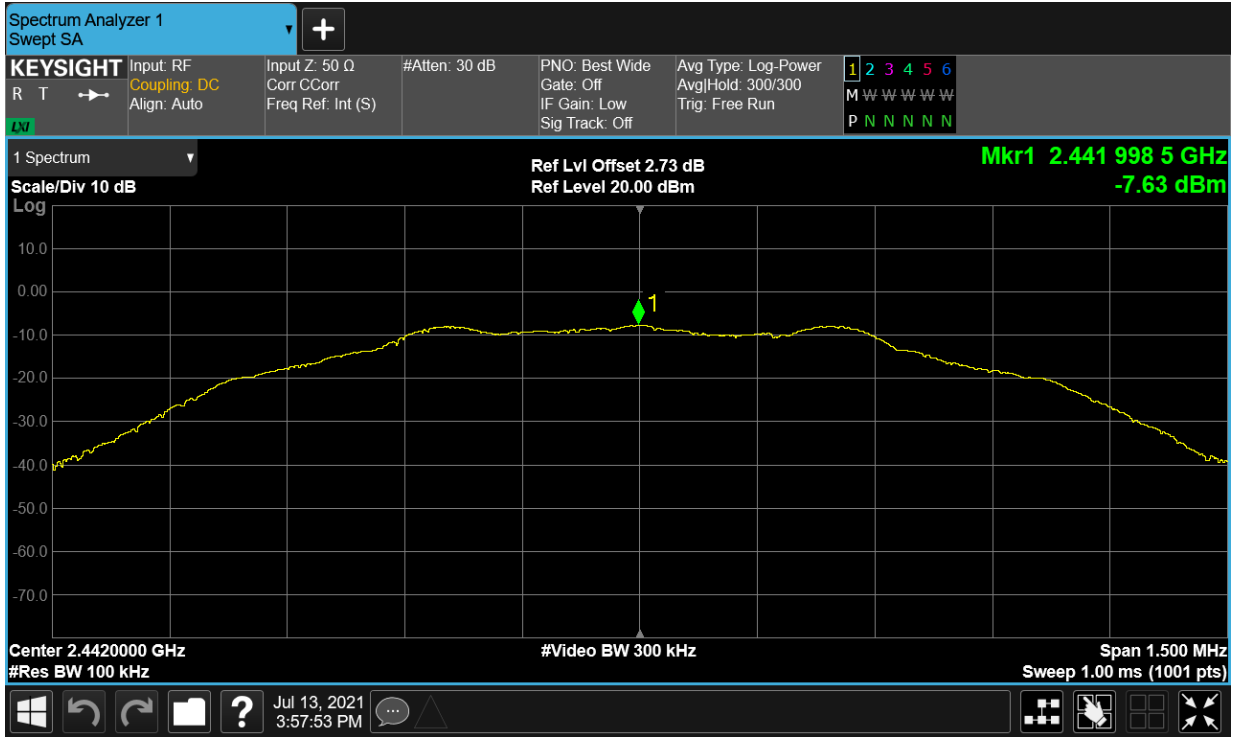 Spectrum Analyzer 1
Swept SA
KEYSIGHT
R T
LXI
Input: RF
Coupling: DC
Align: Auto
Input Z: 50 Ω
Corr CCorr
Freq Ref: Int (S)
#Atten: 30 dB
PNO: Best Wide
Gate: Off
IF Gain: Low
Sig Track: Off
Avg Type: Log-Power
Avg|Hold: 300/300
Trig: Free Run
1 2 3 4 5 6
M W W W W W
P N N N N N
1 Spectrum
Scale/Div 10 dB
Log
Ref Lvl Offset 2.73 dB
Ref Level 20.00 dBm
Mkr1 2.441 998 5 GHz
-7.63 dBm
10.0
0.00
1
-10.0
-20.0
-30.0
-40.0
-50.0
-60.0
-70.0
Center 2.4420000 GHz
#Res BW 100 kHz
#Video BW 300 kHz
Span 1.500 MHz
Sweep 1.00 ms (1001 pts)
?
Jul 13, 2021
3:57:53 PM